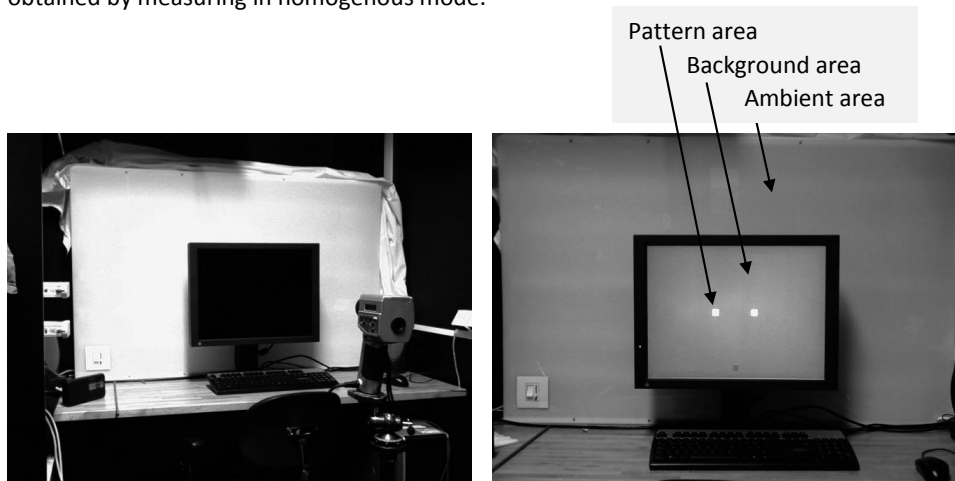 obtained by measuring in homogenous mode.
Pattern area
Background area
Ambient area